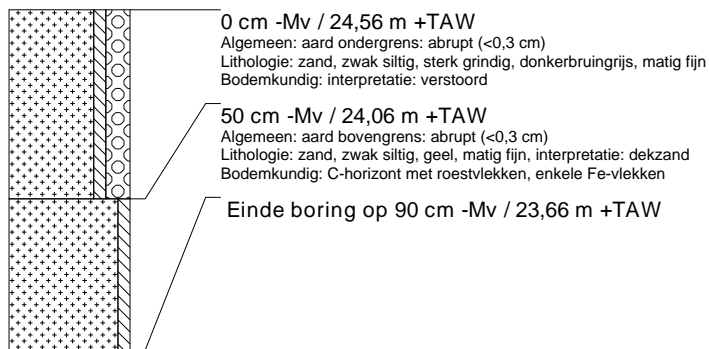 0 cm -Mv / 24,56 m +TAW
Algemeen: aard ondergrens: abrupt (<0,3 cm)
Lithologie: zand, zwak siltig, sterk grindig, donkerbruingrijs, matig fijn
Bodemkundig: interpretatie: verstoord
50 cm -Mv / 24,06 m +TAW
Algemeen: aard bovengrens: abrupt (<0,3 cm)
Lithologie: zand, zwak siltig, geel, matig fijn, interpretatie: dekzand
Bodemkundig: C-horizont met roestvlekken, enkele Fe-vlekken
Einde boring op 90 cm -Mv / 23,66 m +TAW